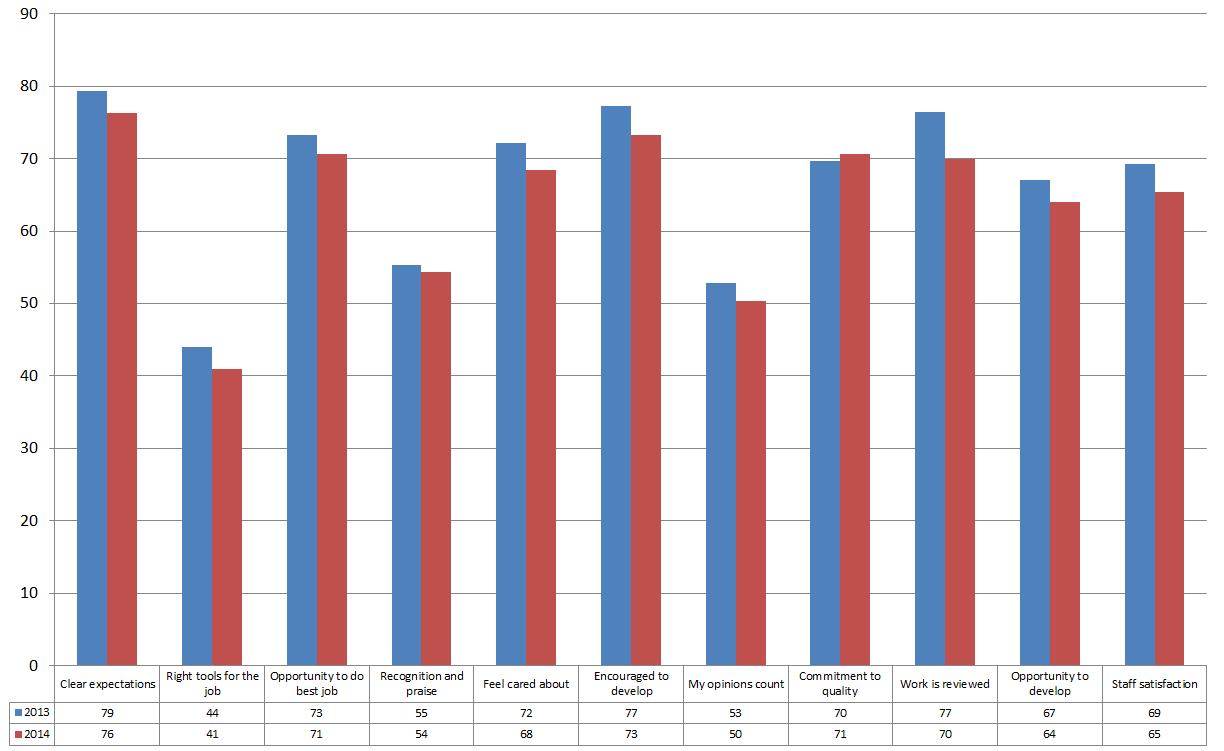 90
80
70
60
50
40
30
20
10
0
Clear expectations
Right tools for the
job
Opportunity to do
best job
Recognition and
praise
Feel cared about
Encouraged to
develop
My opinions count
Commitment to
quality
Work is reviewed
Opportunity to
develop
Staff satisfaction
2013 79 44 73 55 72 77 53 70 77 67 69
2014 76 41 71 54 68 73 50 71 70 64 65